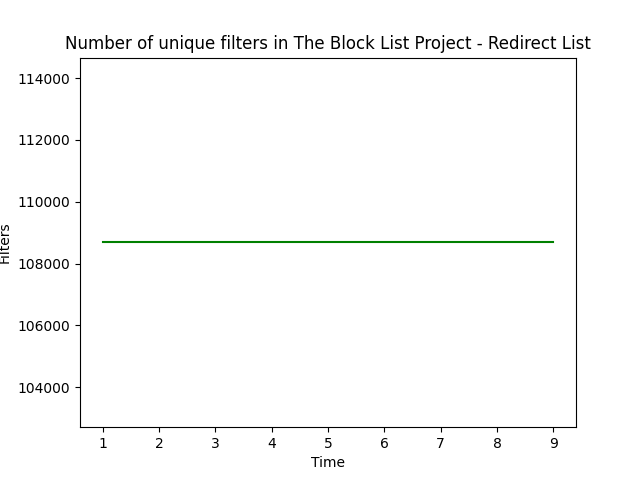 Number of unique filters in The Block List Project - Redirect List
114000
112000
110000
108000
106000
104000
Filters
1 2 3 4 5 6 7 8 9
Time